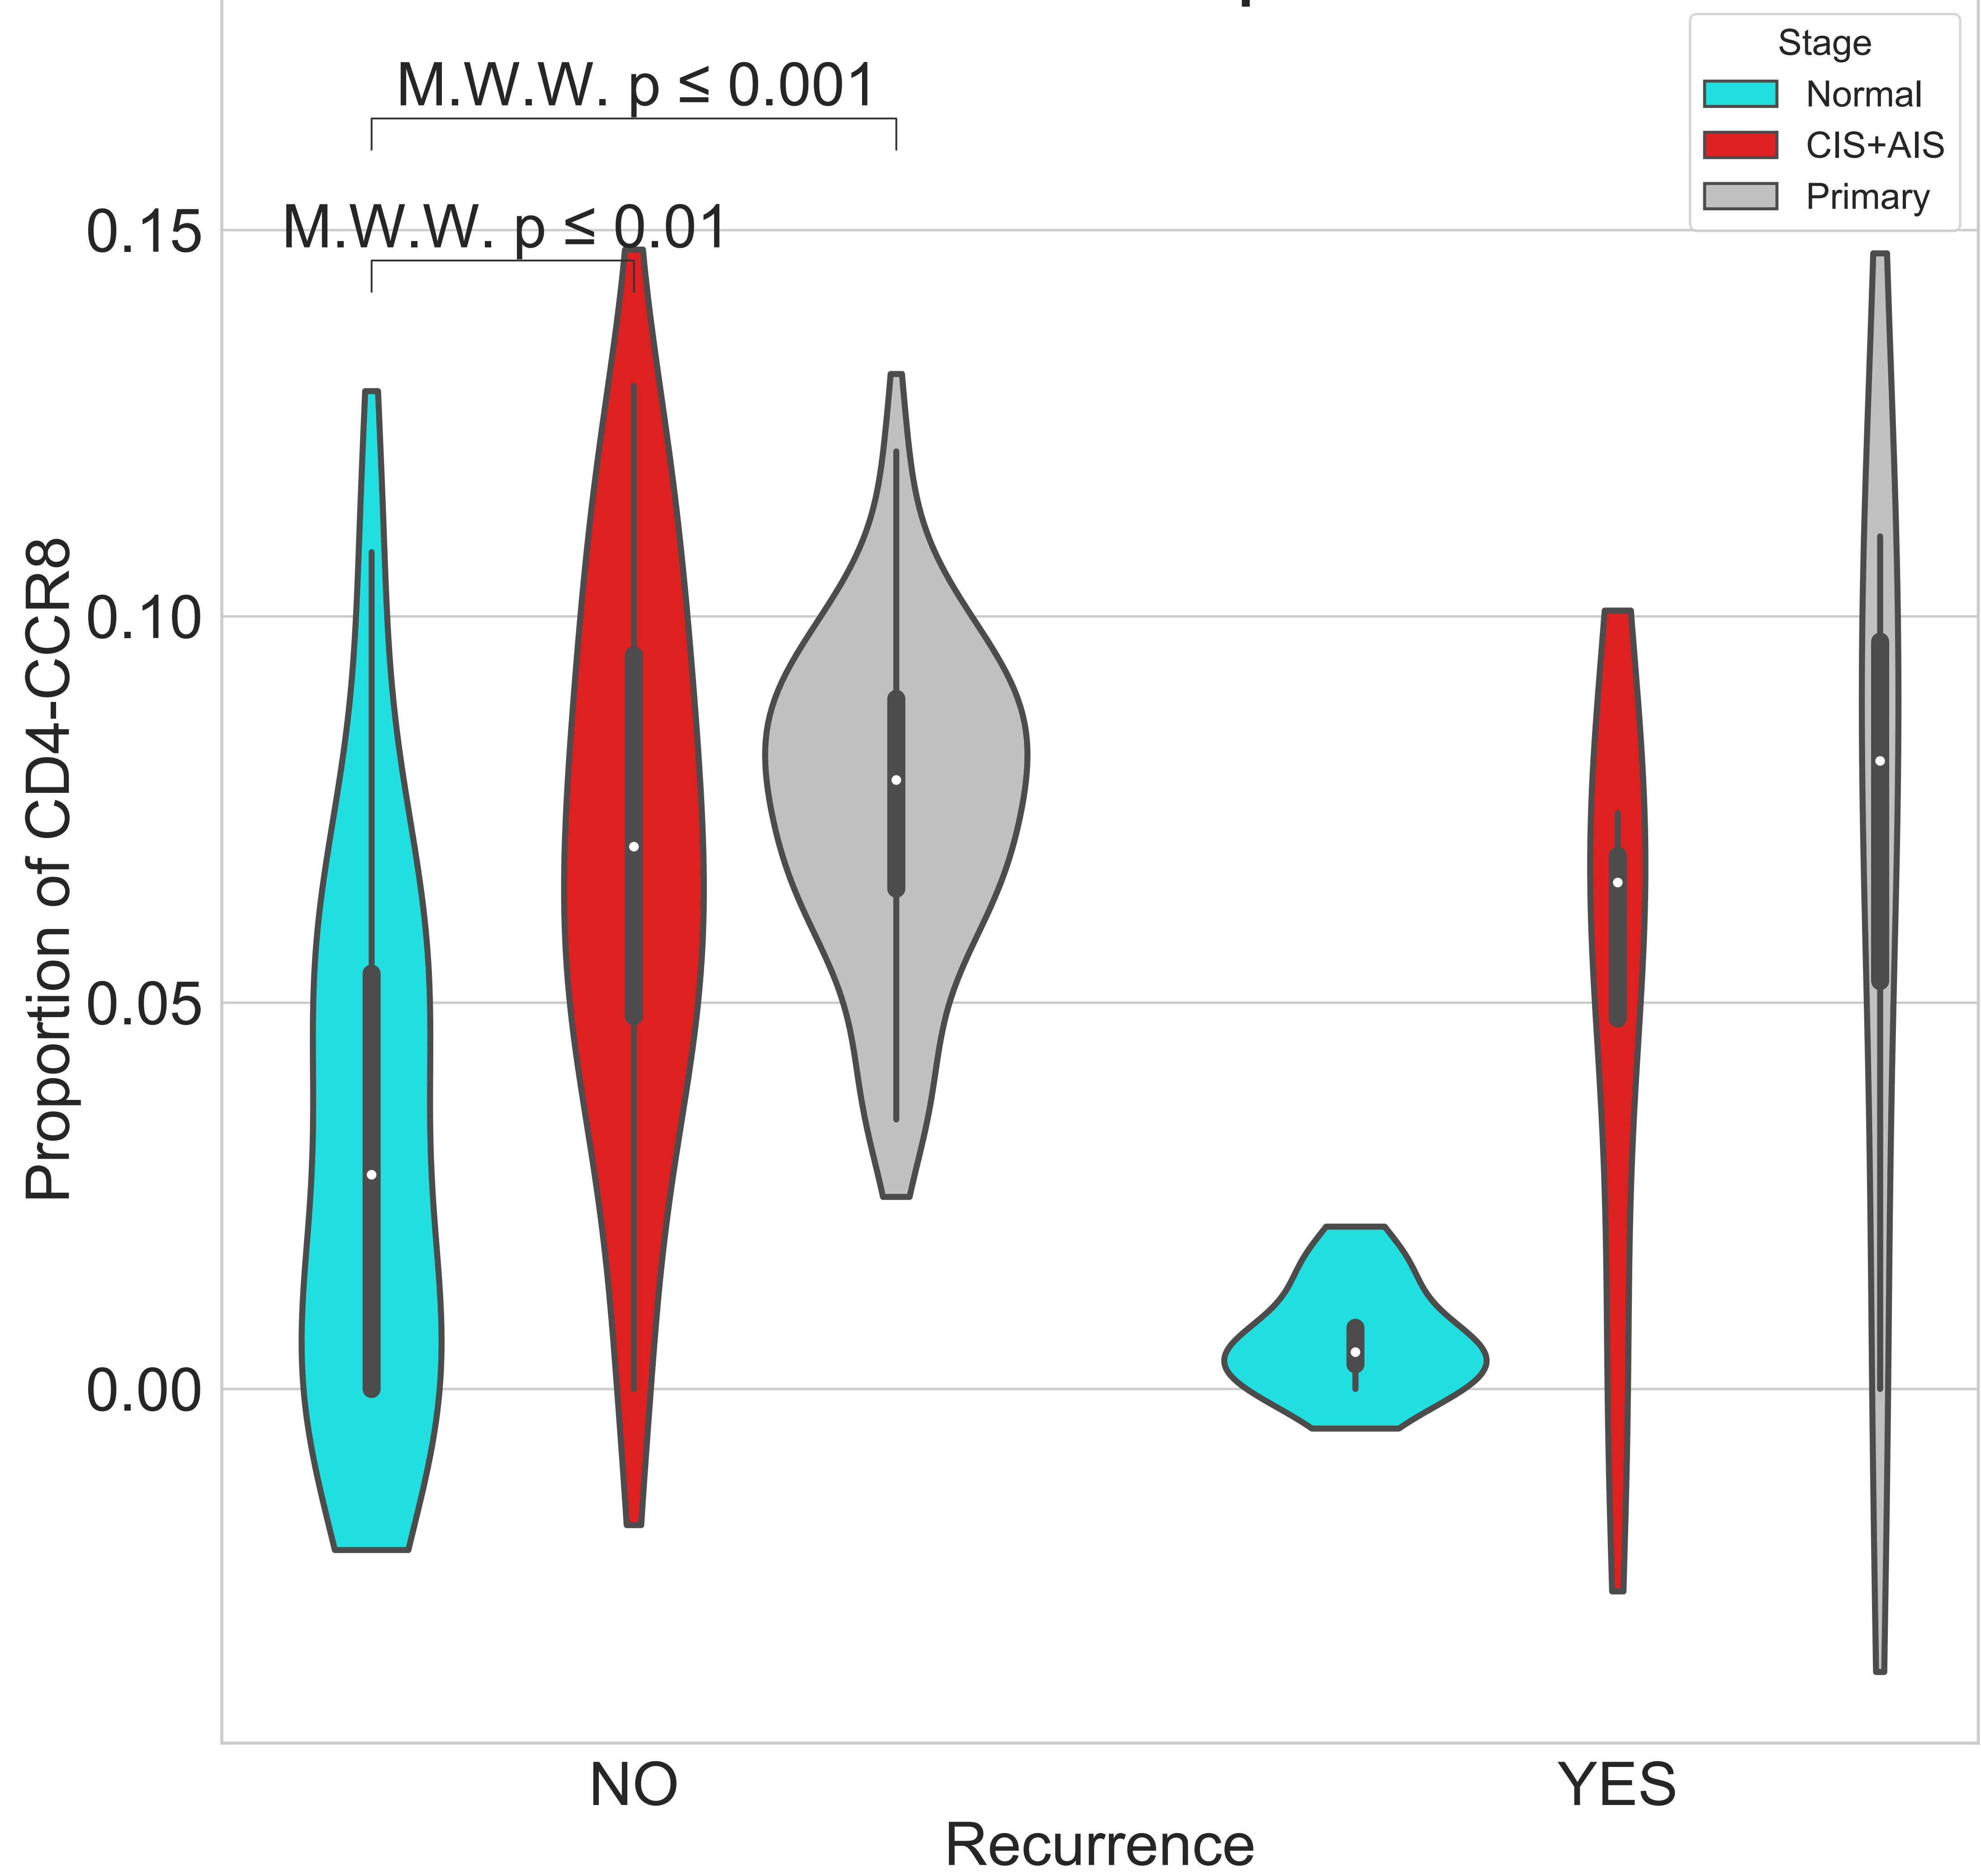 M.W.W. p ≤ 0.001
M.W.W. p ≤ 0.01
Stage
Normal
CIS+AIS
Primary
0.15
0.10
0.05
0.00
Proportion of CD4-CCR8
NO
YES
Recurrence